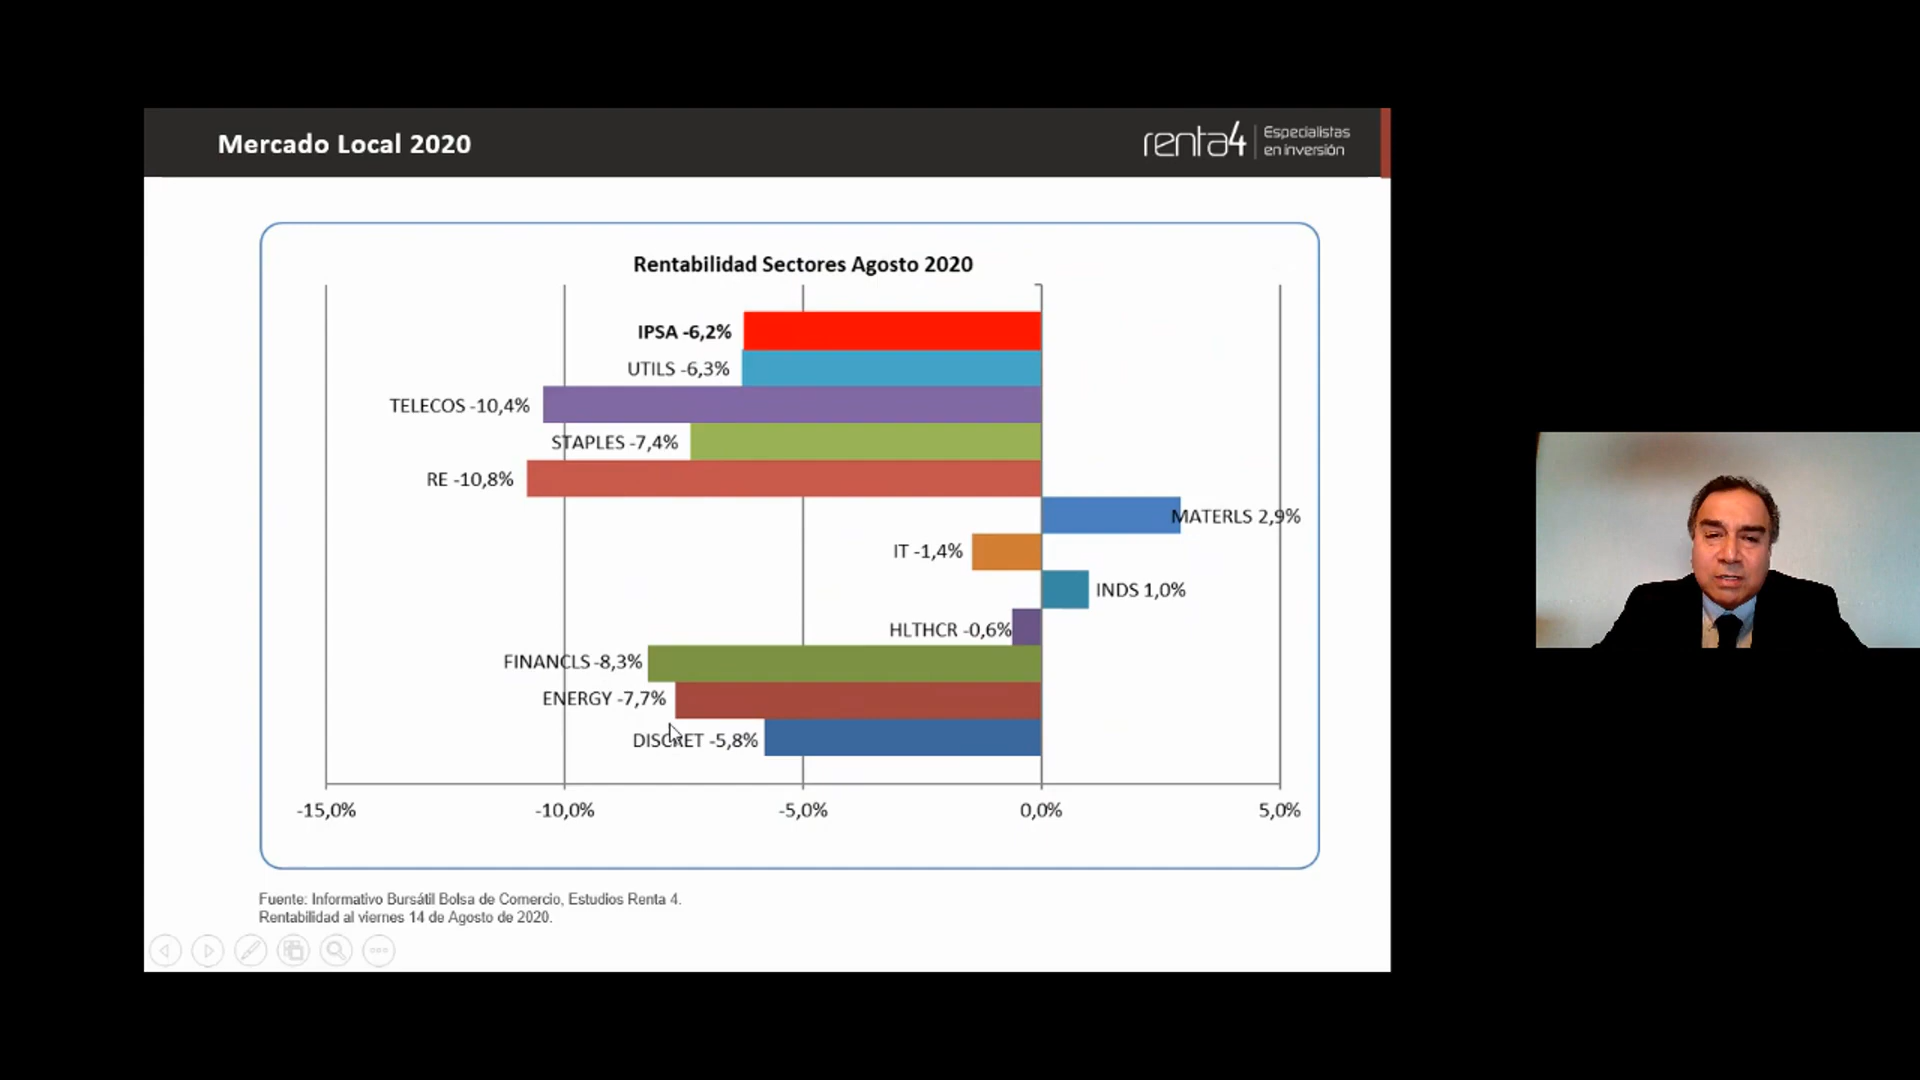 Mercado Local 2020
renta4 Especialistas
en inversión
Rentabilidad Sectores Agosto 2020
IPSA -6,2%
UTILS -6,3%
TELECOS -10,4%
STAPLES -7,4%
RE -10,8%
MATERLS 2,9%
IT -1,4%
INDS 1,0%
HLTHCR -0,6%
FINANCLS -8,3%
ENERGY -7,7%
DISCRET -5,8%
-15,0% -10,0% -5,0% 0,0% 5,0%
Fuente: Informativo Bursátil Bolsa de Comercio, Estudios Renta 4.
Rentabilidad al viernes 14 de Agosto de 2020.